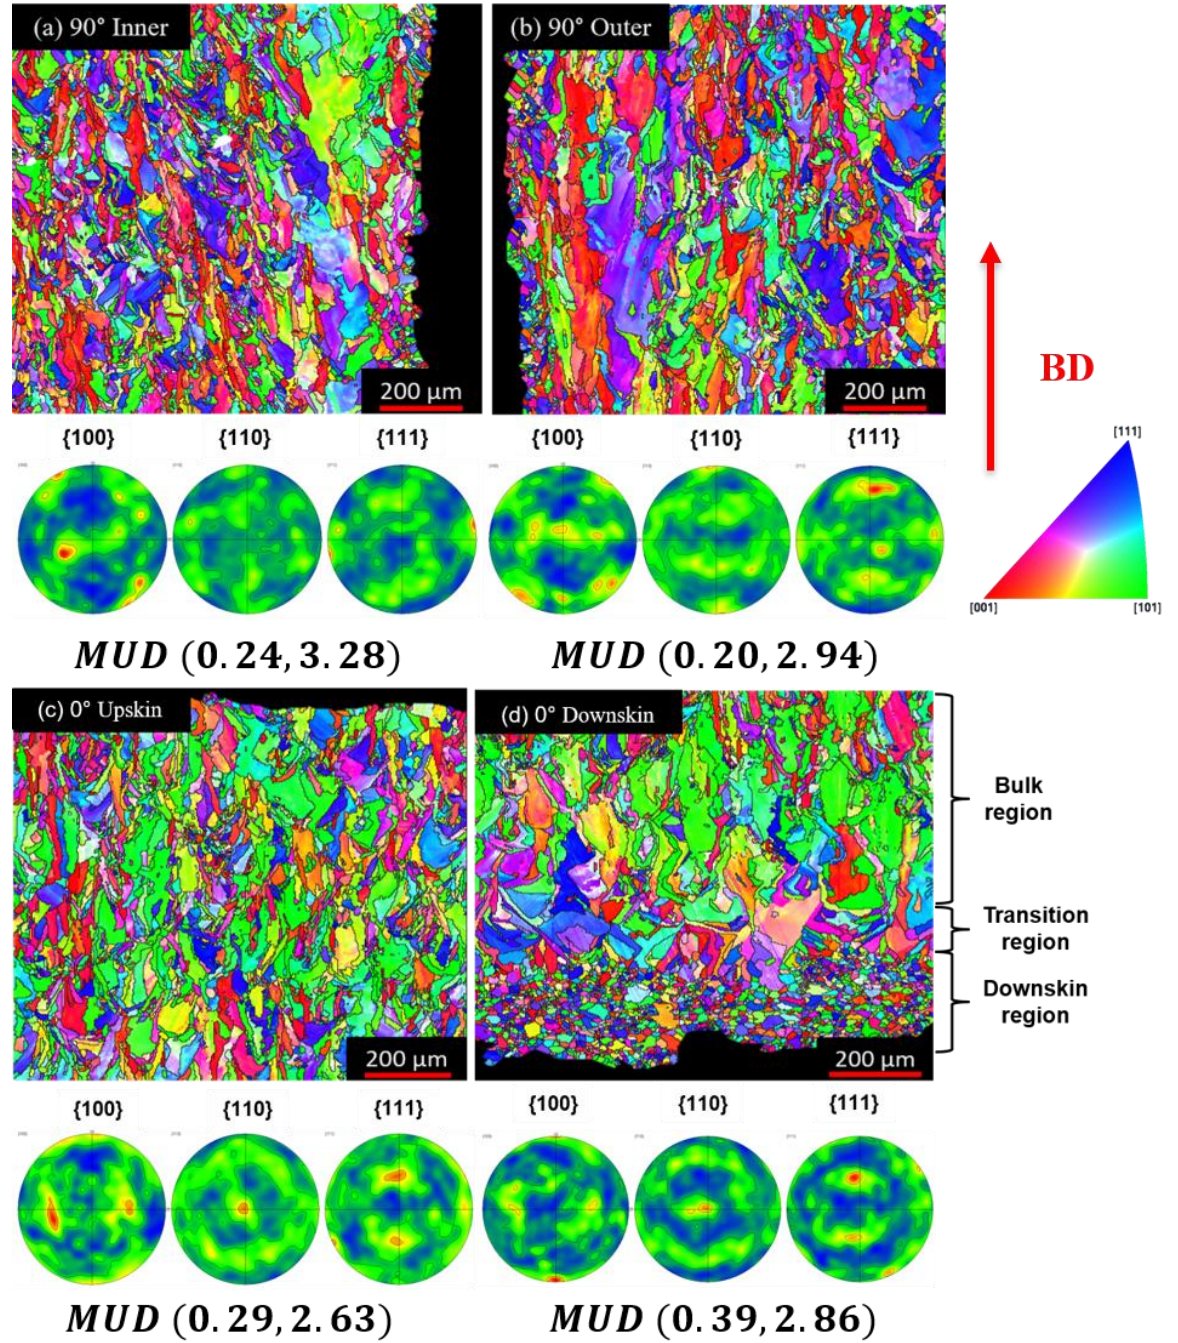 (a) 90° Inner
(b) 90° Outer
200 µm
200 µm
BD
[111]
[001]
[101]
{100}
{110}
{111}
{100}
{110}
{111}
MUD (0.24, 3.28)
MUD (0.20, 2.94)
(c) 0° Upskin
(d) 0° Downskin
Bulk
region
Transition
region
Downskin
region
200 µm
200 µm
{100}
{110}
{111}
{100}
{110}
{111}
MUD (0.29, 2.63)
MUD (0.39, 2.86)